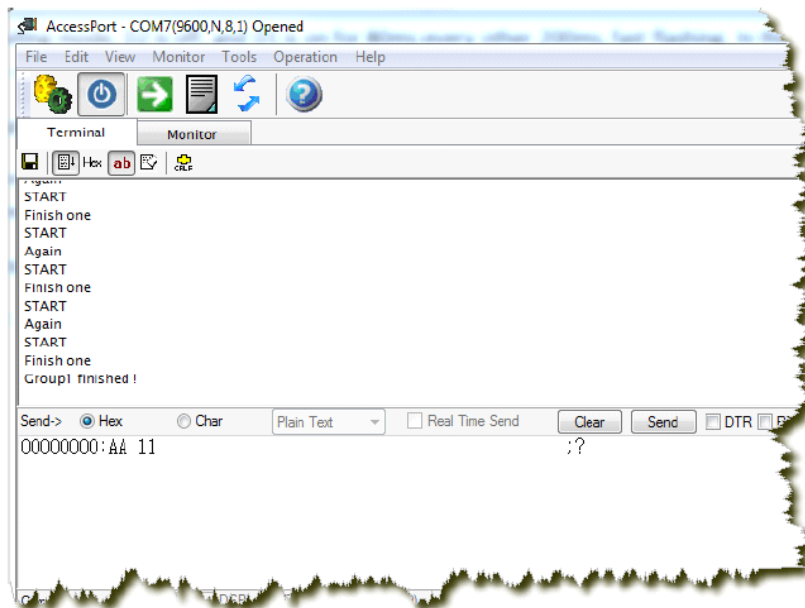 AccessPort - COM7(9600,N,8,1) Opened
File Edit View Monitor Tools Operation Help
Terminal Monitor
Hex ab CRLF
Again
START
Finish one
START
Again
START
Finish one
START
Again
START
Finish one
Group1 finished !
Send-> Hex Char Plain Text Real Time Send Clear Send DTR
00000000:AA 11 ;?